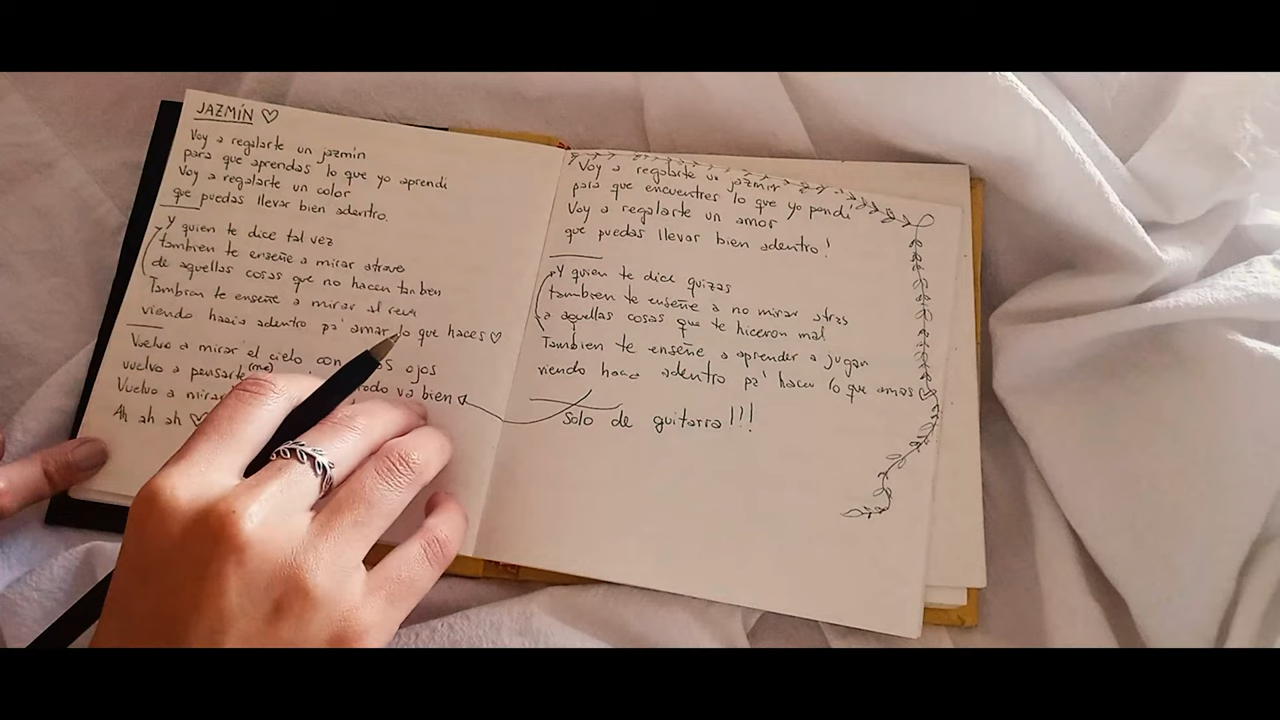 JAZMÍN ♡
Voy a regalarte un jazmín
para que aprendas lo que yo aprendí
Voy a regalarte un color
que puedas llevar bien adentro.
Y quien te dice tal vez
tambien te enseñe a mirar atraves
de aquellas cosas que no hacen tan bien
Tambien te enseñe a mirar al reves
viendo hacia adentro pa' amar lo que haces ♡
Vuelvo a mirar el cielo con ojos
vuelvo a pensarte (me) todo va bien
Vuelvo a mirar
Ah ah ah ♡
Voy a regalarte un jazmín
para que encuentres lo que yo perdí
Voy a regalarte un amor
que puedas llevar bien adentro!
Y quien te dice quizas
tambien te enseñe a no mirar atras
a aquellas cosas que te hicieron mal
Tambien te enseñe a aprender a jugar
viendo hacia adentro pa' hacer lo que amas ♡
Solo de guitarra!!!